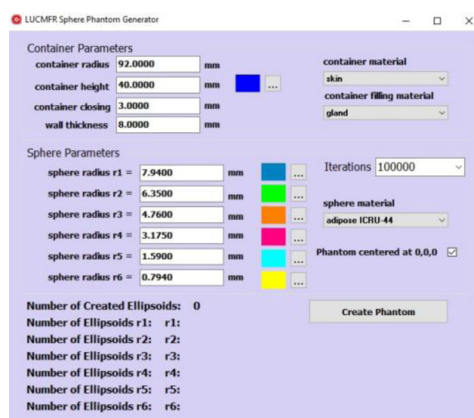 LUCMFR Sphere Phantom Generator
Container Parameters
container radius 92.0000 mm
container height 40.0000 mm ...
container closing 3.0000 mm
wall thickness 8.0000 mm
container material
skin
container filling material
gland
Sphere Parameters
sphere radius r1 = 7.9400 mm ...
sphere radius r2 = 6.3500 mm ...
sphere radius r3 = 4.7600 mm ...
sphere radius r4 = 3.1750 mm ...
sphere radius r5 = 1.5900 mm ...
sphere radius r6 = 0.7940 mm ...
Iterations 100000
sphere material
adipose ICRU-44
Phantom centered at 0,0,0
Number of Created Ellipsoids: 0
Number of Ellipsoids r1: r1:
Number of Ellipsoids r2: r2:
Number of Ellipsoids r3: r3:
Number of Ellipsoids r4: r4:
Number of Ellipsoids r5: r5:
Number of Ellipsoids r6: r6:
Create Phantom